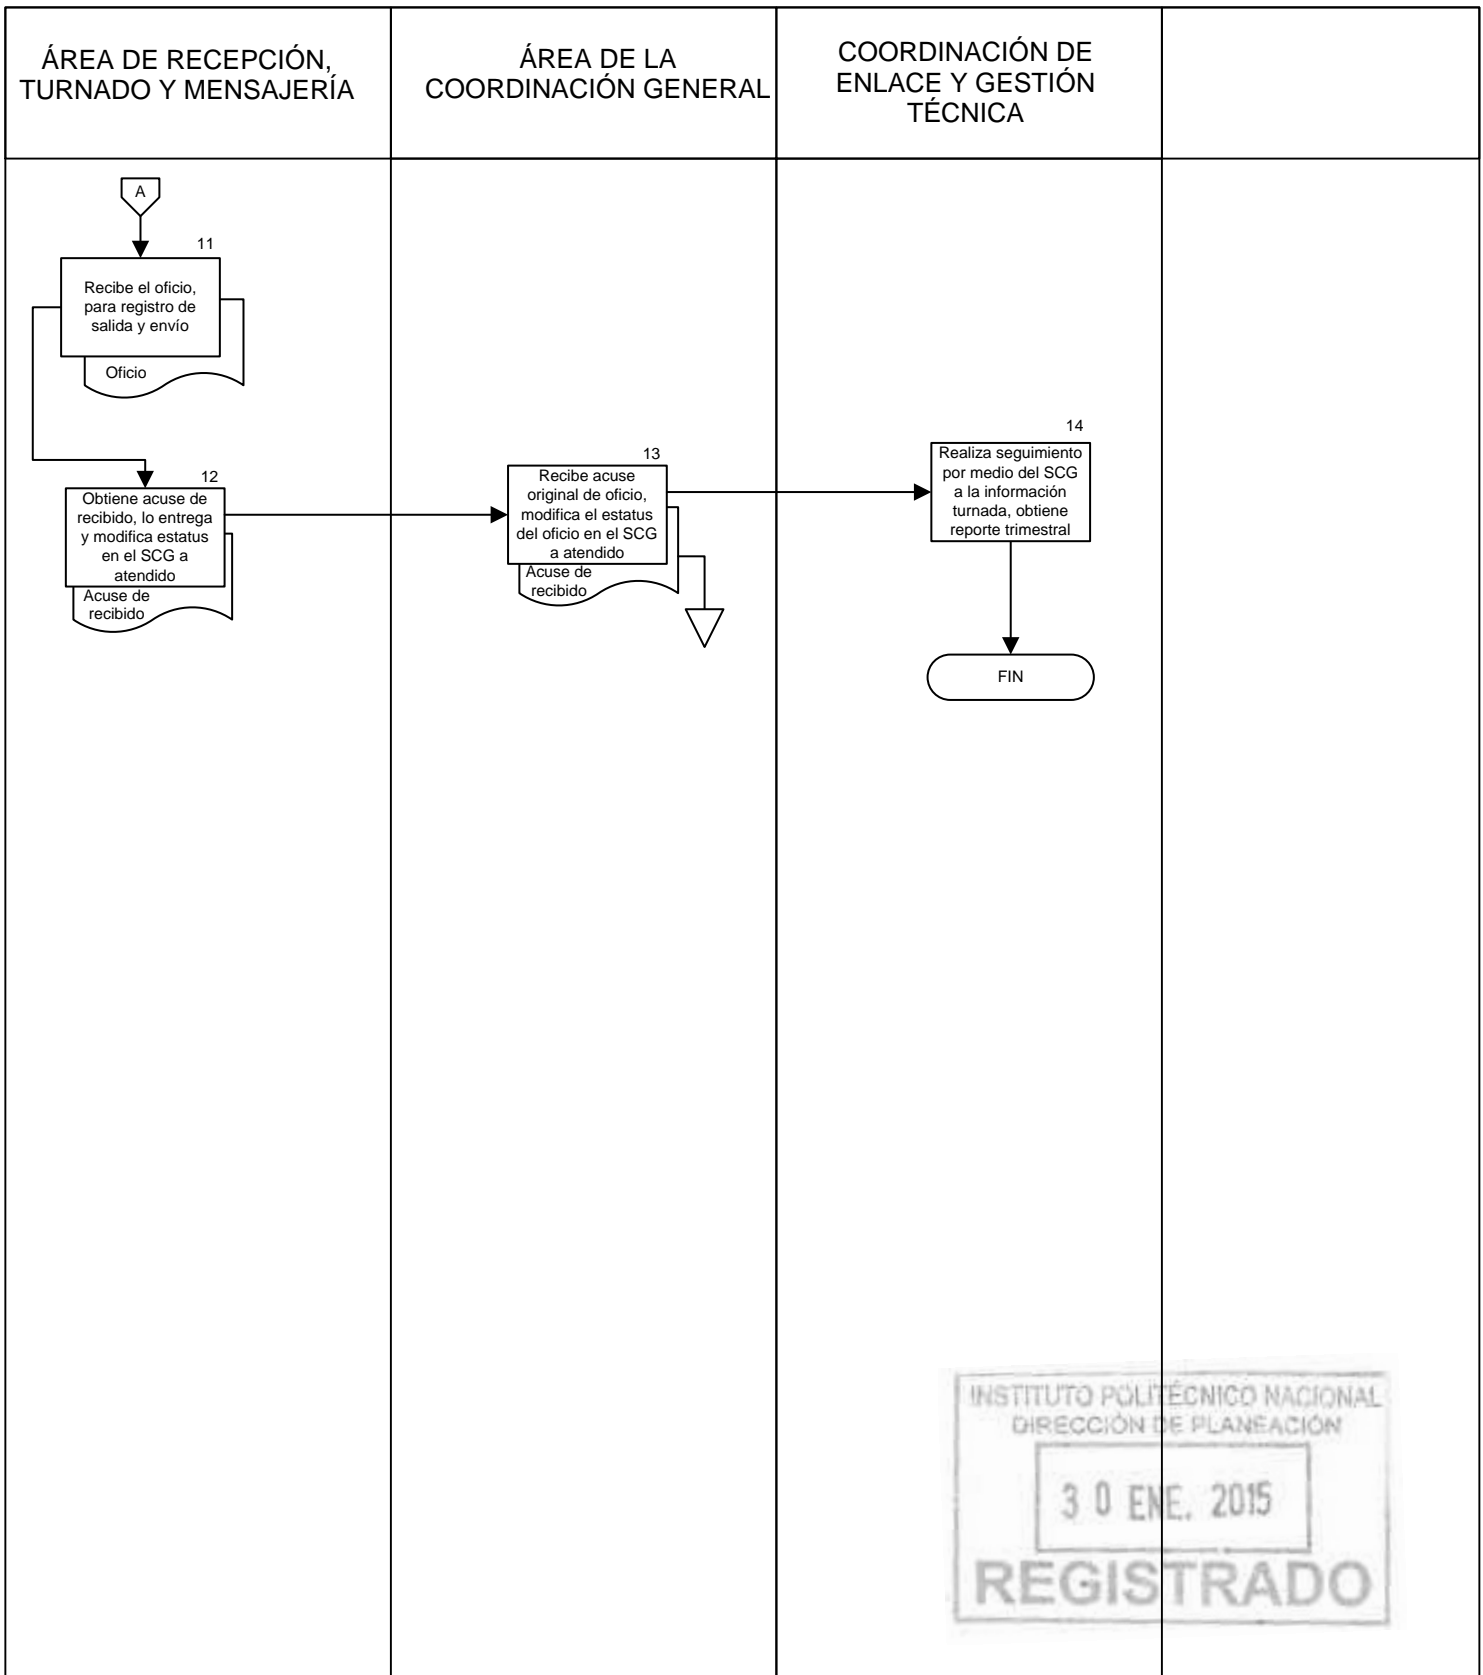 ÁREA DE RECEPCIÓN,
TURNADO Y MENSAJERÍA
ÁREA DE LA
COORDINACIÓN GENERAL
COORDINACIÓN DE
ENLACE Y GESTIÓN
TÉCNICA
A
11
Recibe el oficio,
para registro de
salida y envío
Oficio
12
Obtiene acuse de
recibido, lo entrega
y modifica estatus
en el SCG a
atendido
Acuse de
recibido
13
Recibe acuse
original de oficio,
modifica el estatus
del oficio en el SCG
a atendido
Acuse de
recibido
14
Realiza seguimiento
por medio del SCG
a la información
turnada, obtiene
reporte trimestral
FIN
INSTITUTO POLITÉCNICO NACIONAL
DIRECCIÓN DE PLANEACIÓN
3 0 ENE. 2015
REGISTRADO